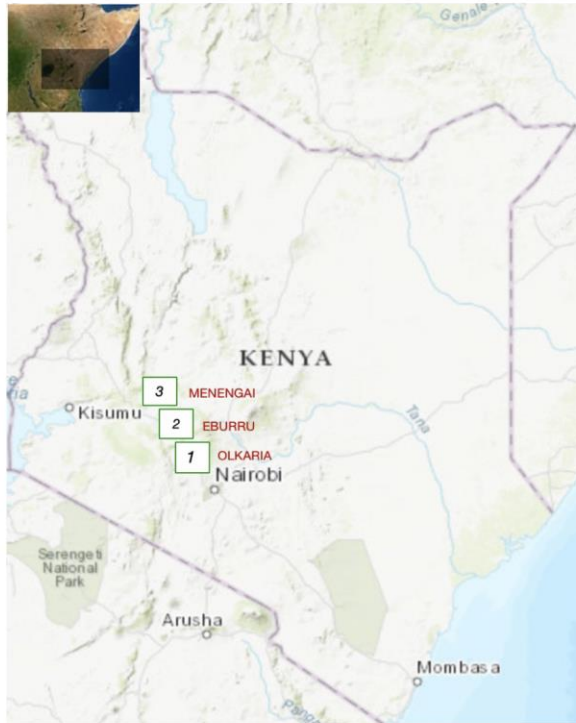 Genale
KENYA
3
MENENGAI
Kisumu
2
EBURRU
Tana
1
OLKARIA
Nairobi
Serengeti
National
Park
Arusha
Mombasa